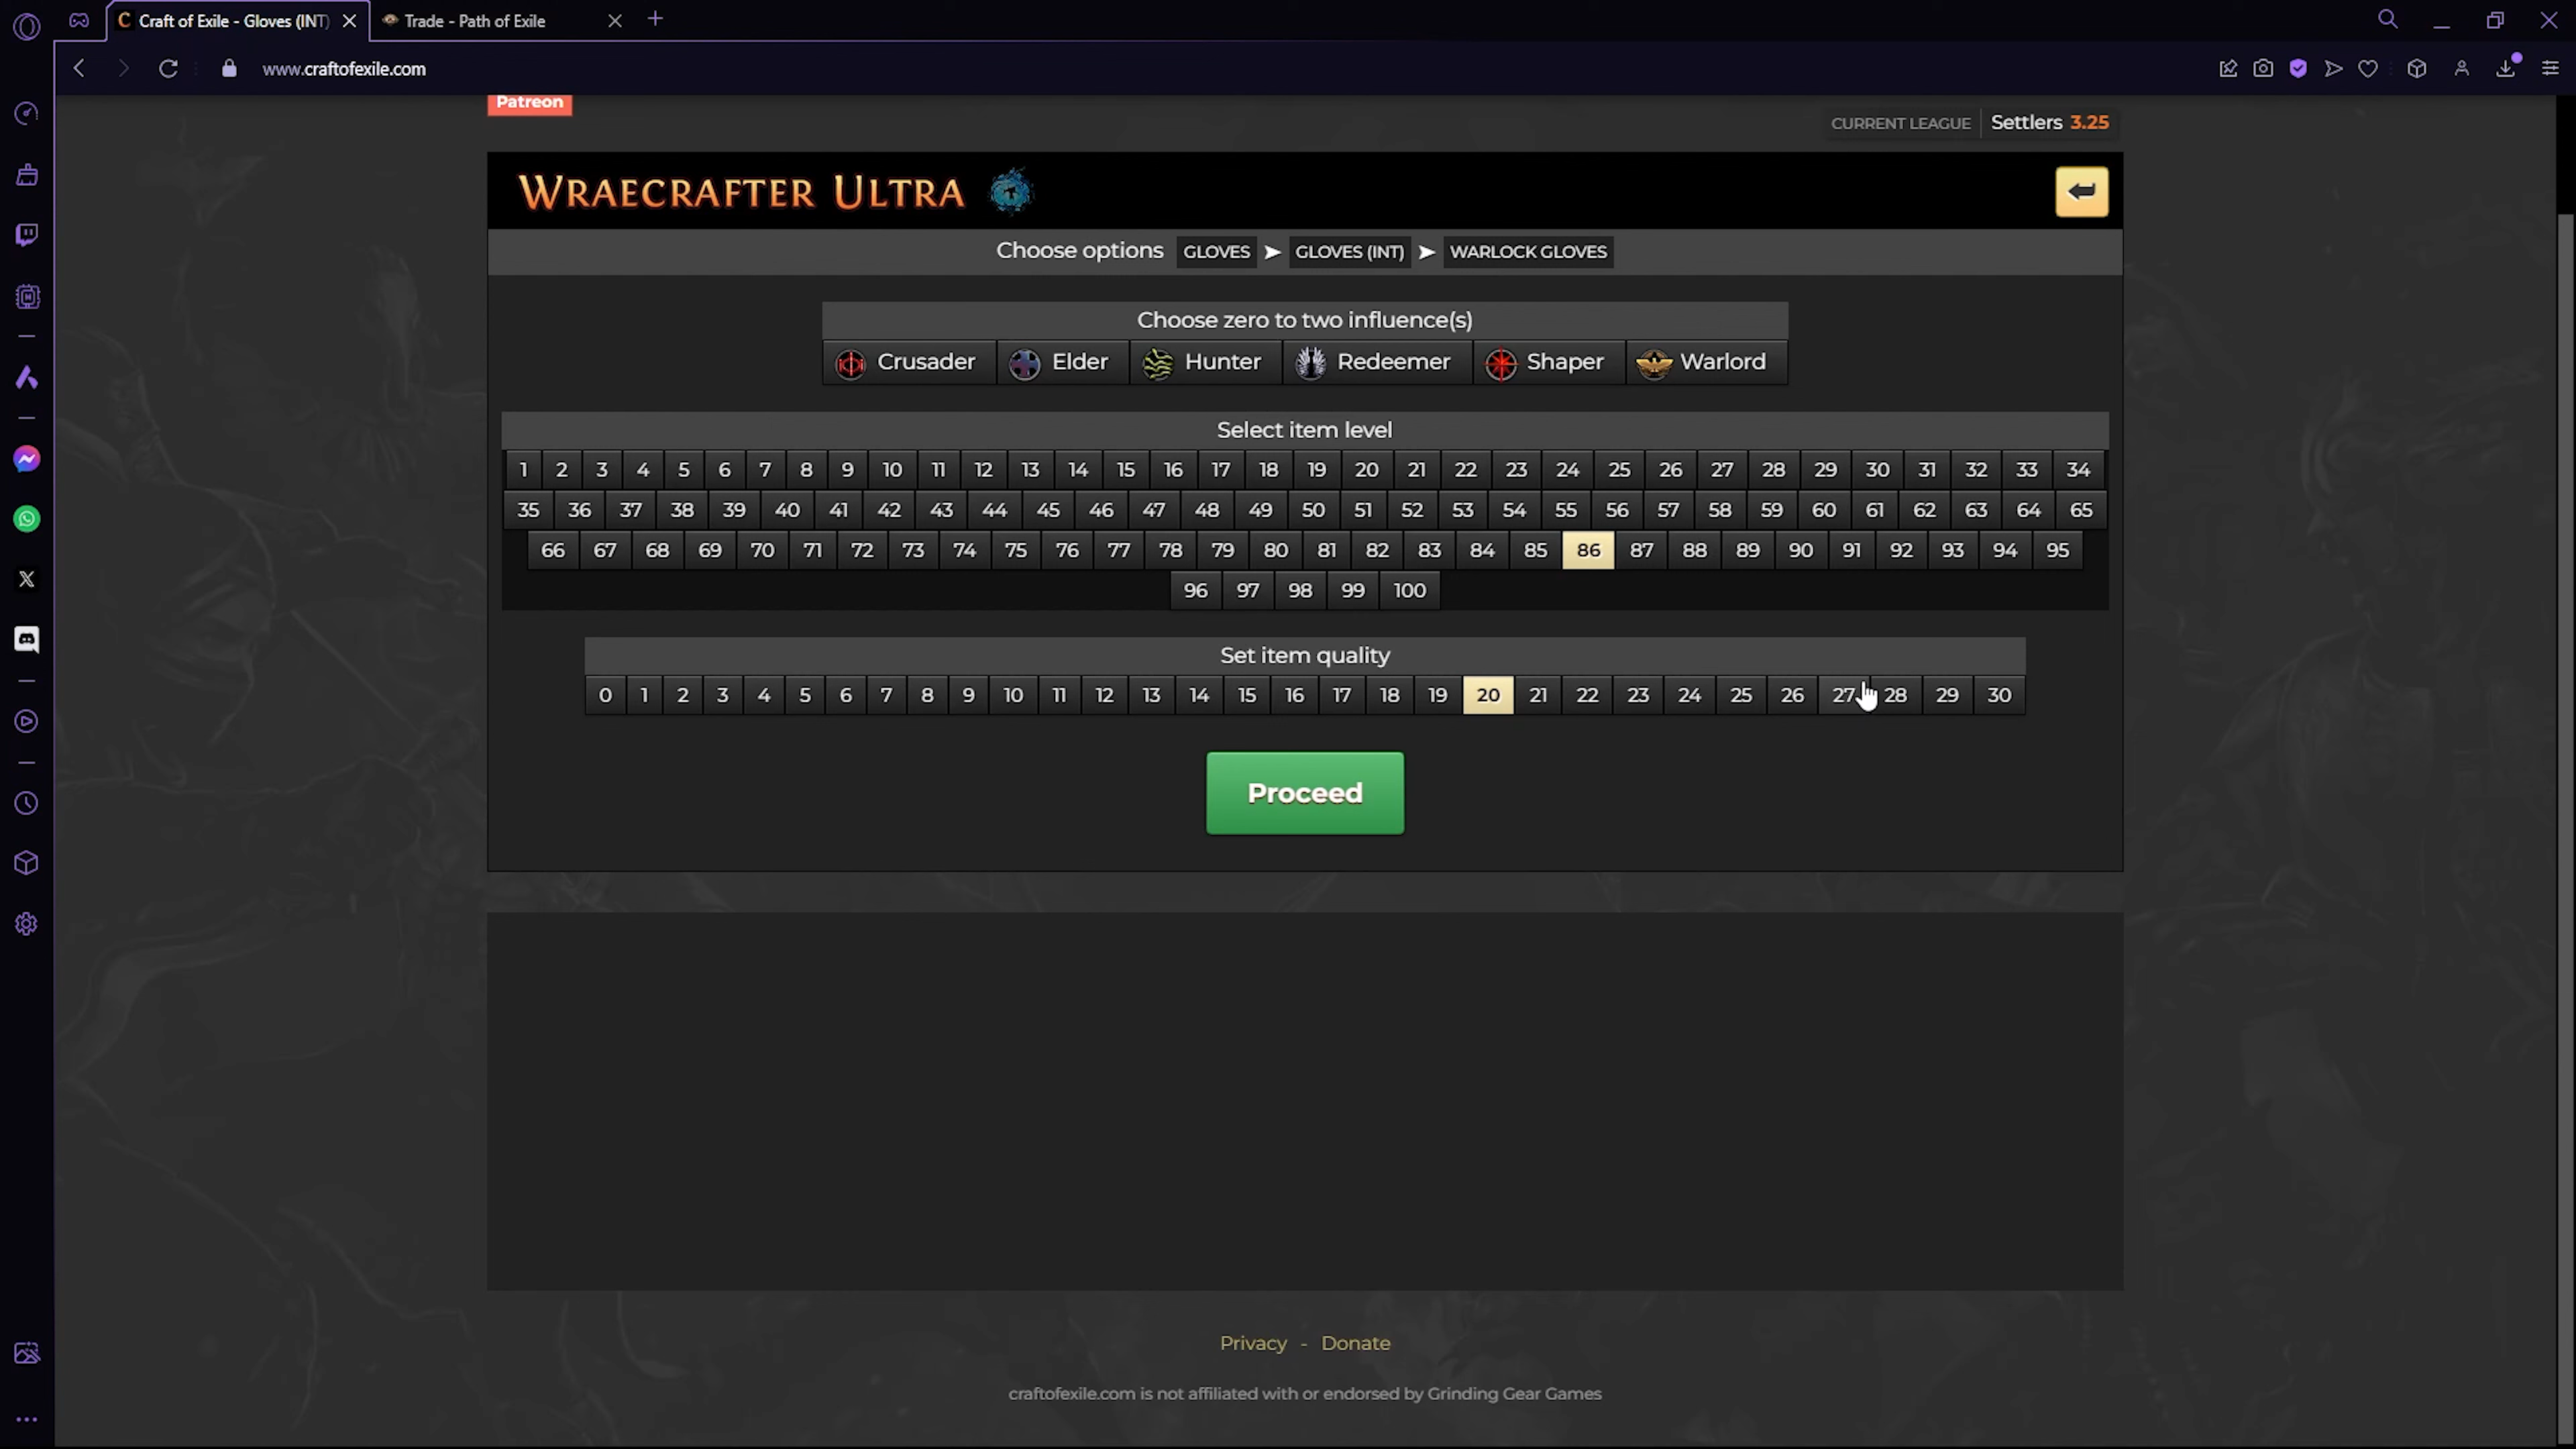 Craft of Exile - Gloves (INT)
Trade - Path of Exile
www.craftofexile.com
Patreon
CURRENT LEAGUE Settlers 3.25
WRAECRAFTER ULTRA
Choose options GLOVES GLOVES (INT) WARLOCK GLOVES
Choose zero to two influence(s)
Crusader Elder Hunter Redeemer Shaper Warlord
Select item level
1 2 3 4 5 6 7 8 9 10 11 12 13 14 15 16 17 18 19 20 21 22 23 24 25 26 27 28 29 30 31 32 33 34
35 36 37 38 39 40 41 42 43 44 45 46 47 48 49 50 51 52 53 54 55 56 57 58 59 60 61 62 63 64 65
66 67 68 69 70 71 72 73 74 75 76 77 78 79 80 81 82 83 84 85 86 87 88 89 90 91 92 93 94 95
96 97 98 99 100
Set item quality
0 1 2 3 4 5 6 7 8 9 10 11 12 13 14 15 16 17 18 19 20 21 22 23 24 25 26 27 28 29 30
Proceed
Privacy - Donate
craftofexile.com is not affiliated with or endorsed by Grinding Gear Games